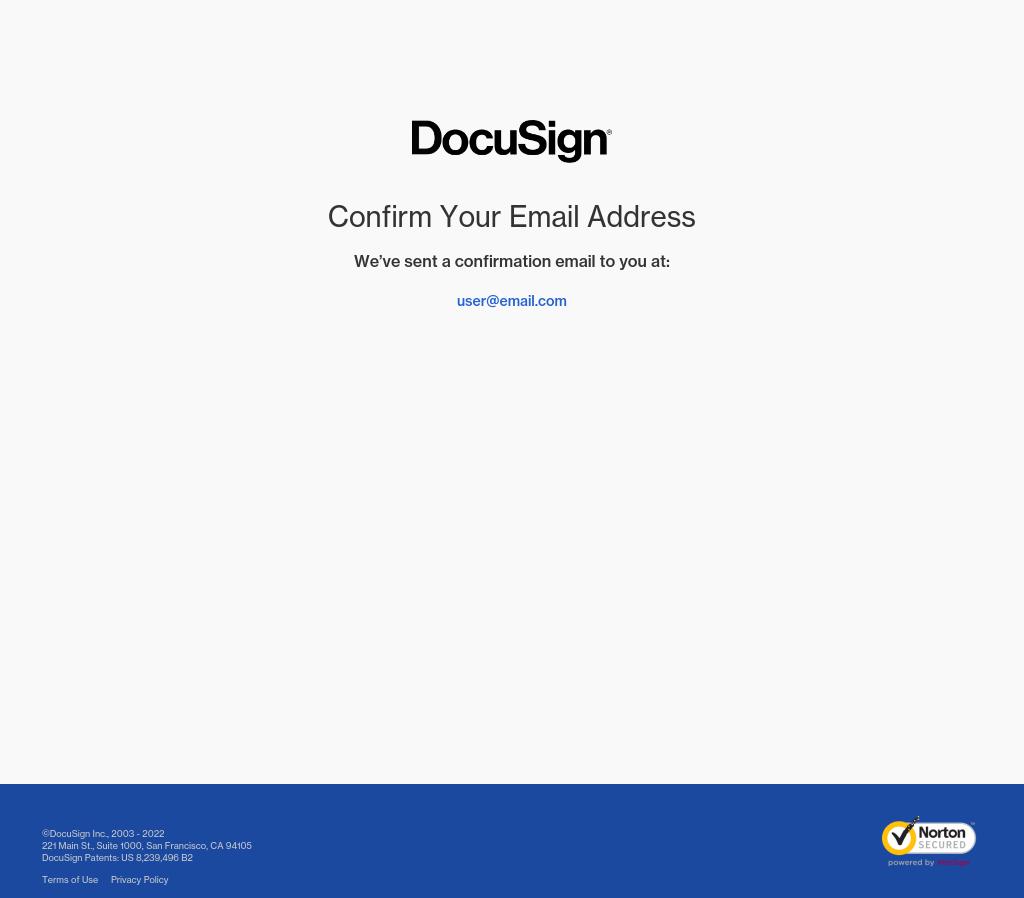 DocuSign®
Confirm Your Email Address
We’ve sent a confirmation email to you at:
user@email.com
©DocuSign Inc., 2003 - 2022
221 Main St., Suite 1000, San Francisco, CA 94105
DocuSign Patents: US 8,239,496 B2
Terms of Use Privacy Policy
Norton
SECURED
powered by VeriSign